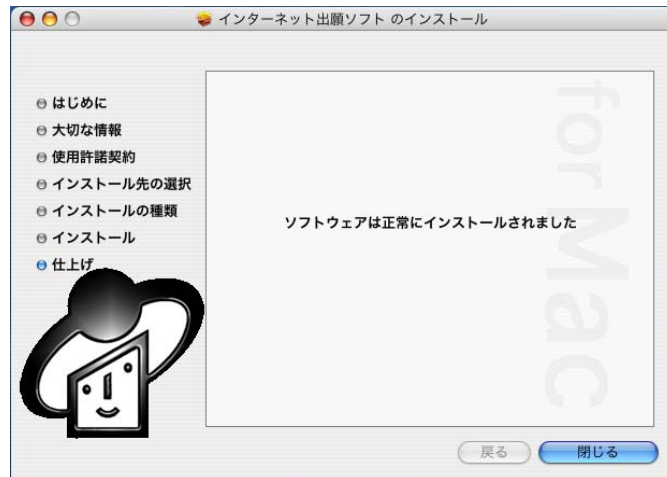 インターネット出願ソフト のインストール
はじめに
大切な情報
使用許諾契約
インストール先の選択
インストールの種類
インストール
仕上げ
ソフトウェアは正常にインストールされました
for Mac
戻る
閉じる